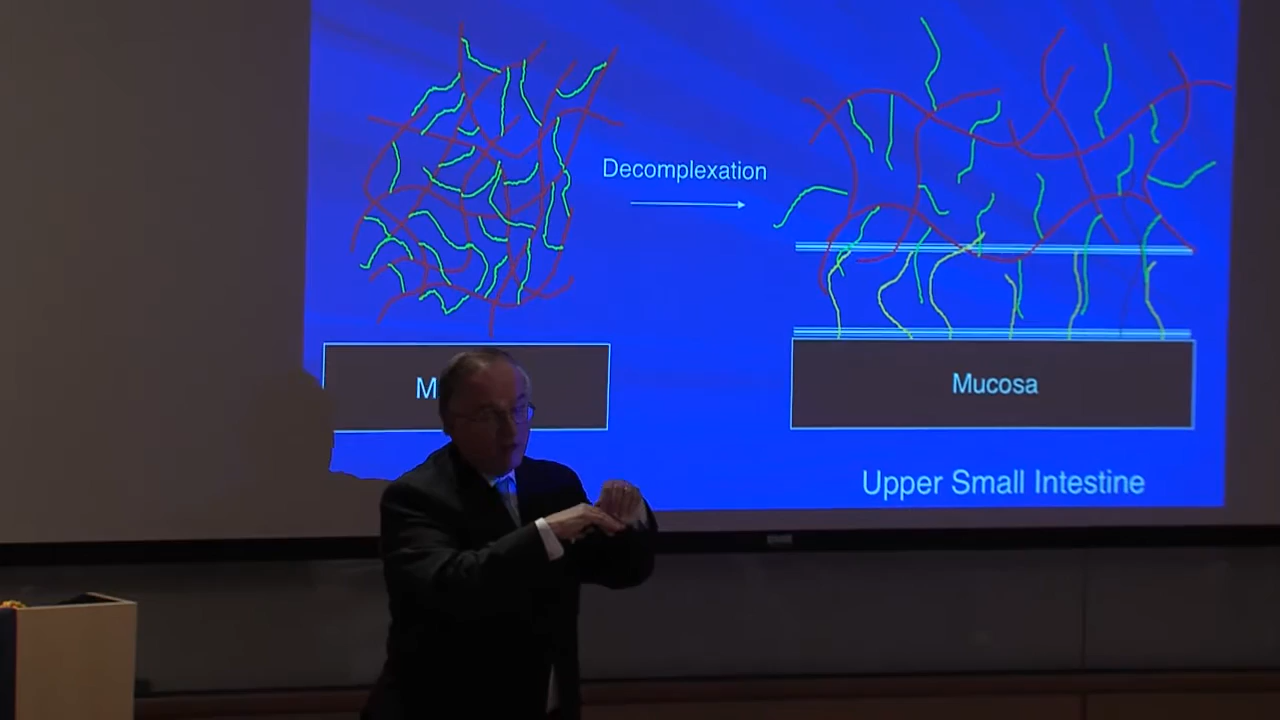 Decomplexation
M
Mucosa
Upper Small Intestine